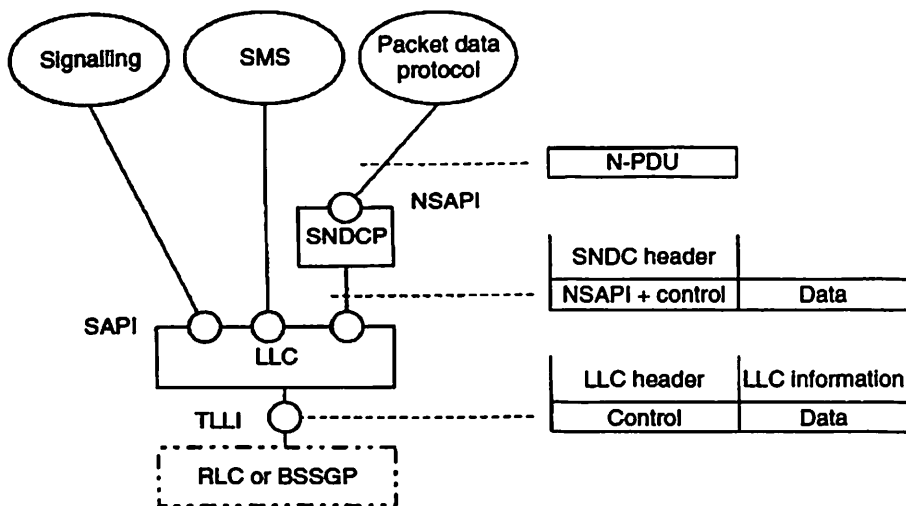 Signalling
SMS
Packet data
protocol
N-PDU
NSAPI
SNDCP
SNDC header
NSAPI + control
Data
SAPI
LLC
LLC header
LLC information
TLLI
Control
Data
RLC or BSSGP